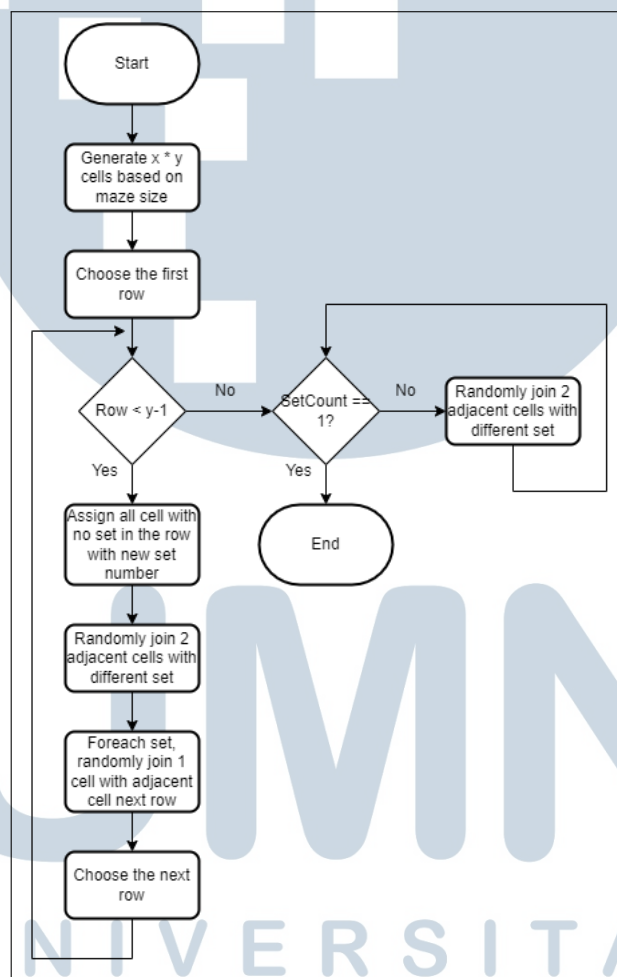 Start
Generate x * y
cells based on
maze size
Choose the first
row
Row < y-1
No
SetCount ==
1?
No
Randomly join 2
adjacent cells with
different set
Yes
Yes
Assign all cell with
no set in the row
with new set
number
End
Randomly join 2
adjacent cells with
different set
Foreach set,
randomly join 1
cell with adjacent
cell next row
Choose the next
row
UMN
NIVERSITA